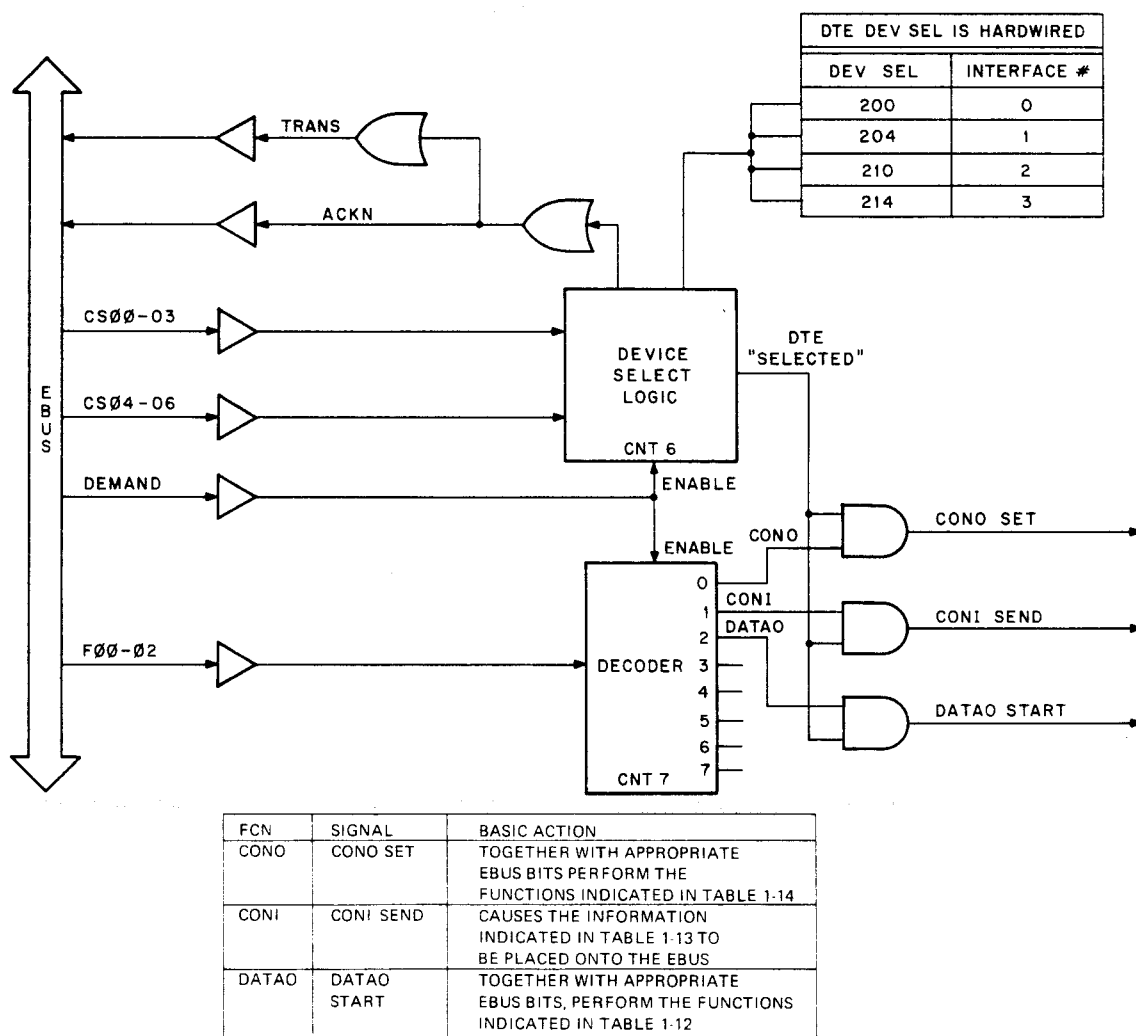 DTE DEV SEL IS HARDWIRED
DEV SEL INTERFACE #
200 0
204 1
210 2
214 3
TRANS
ACKN
CSØØ-03
CSØ4-06
DEMAND
FØØ-Ø2
EBUS
DEVICE
SELECT
LOGIC
CNT 6
DTE
"SELECTED"
ENABLE
ENABLE
DECODER
CNT 7
0
1
2
3
4
5
6
7
CONO
CONI
DATAO
CONO SET
CONI SEND
DATAO START
FCN SIGNAL BASIC ACTION
CONO CONO SET TOGETHER WITH APPROPRIATE
EBUS BITS PERFORM THE
FUNCTIONS INDICATED IN TABLE 1-14
CONI CONI SEND CAUSES THE INFORMATION
INDICATED IN TABLE 1-13 TO
BE PLACED ONTO THE EBUS
DATAO DATAO TOGETHER WITH APPROPRIATE
START EBUS BITS, PERFORM THE FUNCTIONS
INDICATED IN TABLE 1-12